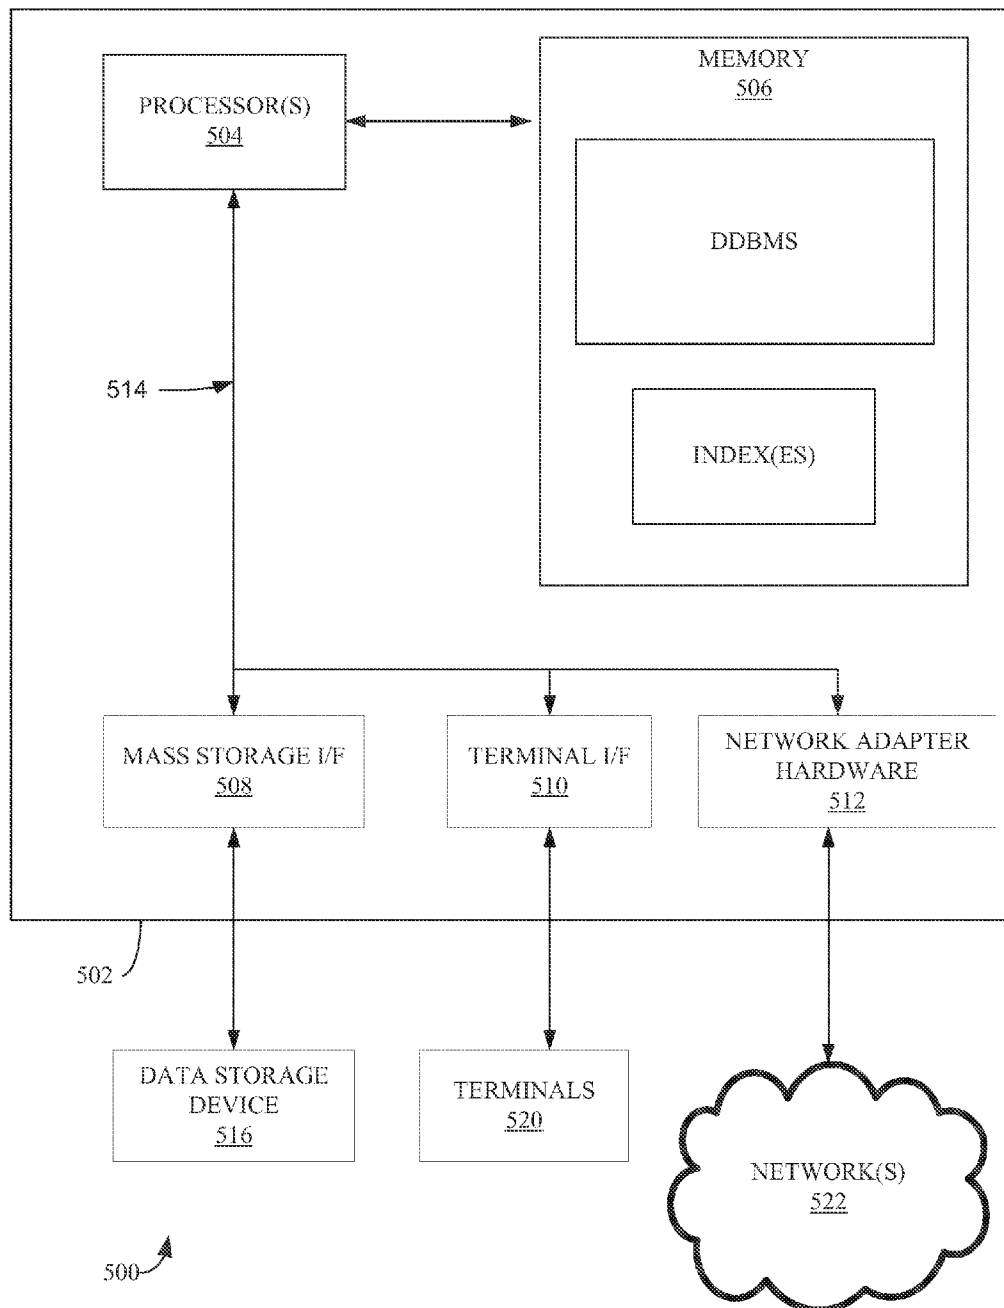 PROCESSOR(S)
504
MEMORY
506
DDBMS
INDEX(ES)
514
MASS STORAGE I/F
508
TERMINAL I/F
510
NETWORK ADAPTER
HARDWARE
512
502
DATA STORAGE
DEVICE
516
TERMINALS
520
NETWORK(S)
522
500